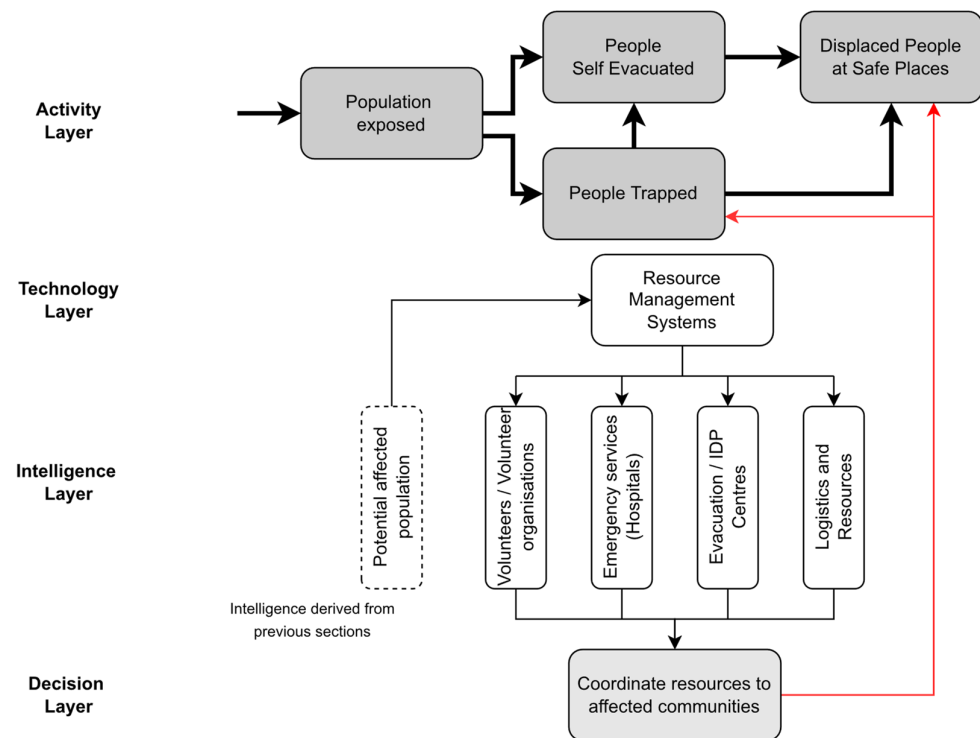 Activity
Layer
Population
exposed
People
Self Evacuated
Displaced People
at Safe Places
People Trapped
Technology
Layer
Resource
Management
Systems
Intelligence
Layer
Potential affected
population
Volunteers / Volunteer
organisations
Emergency services
(Hospitals)
Evacuation / IDP
Centres
Logistics and
Resources
Intelligence derived from
previous sections
Decision
Layer
Coordinate resources to
affected communities